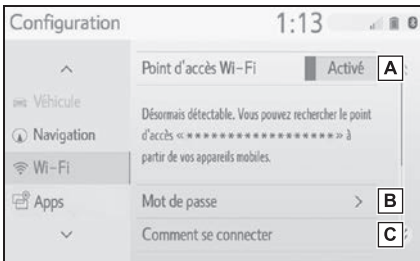 Configuration
1:13
Point d'accès Wi-Fi
Activé
A
Véhicule
Navigation
Wi-Fi
Apps
Désormais détectable. Vous pouvez rechercher le point
d'accès « ****************** » à
partir de vos appareils mobiles.
Mot de passe
B
Comment se connecter
C